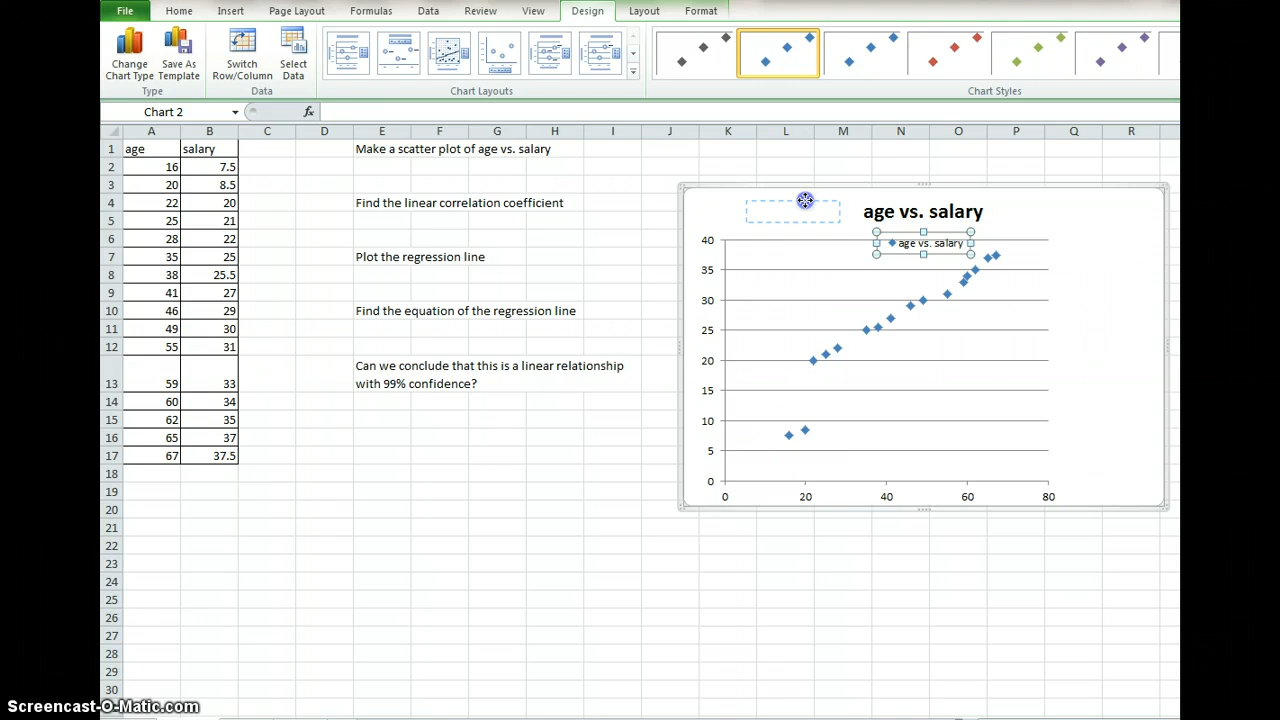 File Home Insert Page Layout Formulas Data Review View Design Layout Format
Change Chart Type
Save As Template
Switch Row/Column
Select Data
Type Data Chart Layouts Chart Styles
Chart 2 fx
A B C D E F G H I J K L M N O P Q R
1 age salary Make a scatter plot of age vs. salary
2 16 7.5
3 20 8.5
4 22 20 Find the linear correlation coefficient
5 25 21
6 28 22
7 35 25 Plot the regression line
8 38 25.5
9 41 27
10 46 29 Find the equation of the regression line
11 49 30
12 55 31
Can we conclude that this is a linear relationship
13 59 33 with 99% confidence?
14 60 34
15 62 35
16 65 37
17 67 37.5
18
19
20
21
22
23
24
25
26
27
28
29
30
age vs. salary
age vs. salary
40
35
30
25
20
15
10
5
0
0 20 40 60 80
Screencast-O-Matic.com